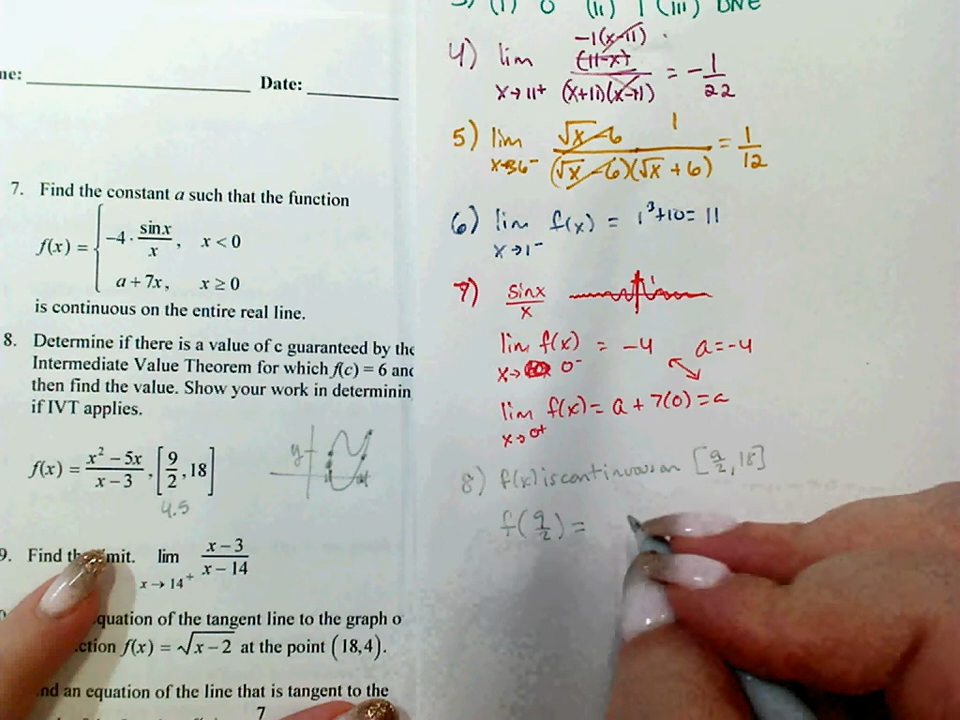 me: ____ Date: ____
7. Find the constant a such that the function
f(x) = { -4 · sin x / x, x < 0
a + 7x, x ≥ 0
is continuous on the entire real line.
8. Determine if there is a value of c guaranteed by the
Intermediate Value Theorem for which f(c) = 6 and
then find the value. Show your work in determinin
if IVT applies.
f(x) = (x² - 5x)/(x - 3), [9/2, 18]
4.5
9. Find the limit. lim x→14⁺ (x - 3)/(x - 14)
quation of the tangent line to the graph o
ction f(x) = √(x - 2) at the point (18, 4).
nd an equation of the line that is tangent to the
7
3) (i) 0 (ii) 1 (iii) DNE
4) lim x→11+ -1(x-11) (11-x) / (x+11)(x-11) = -1/22
5) lim x→36⁻ √x-6 1 / (√x-6)(√x+6) = 1/12
6) lim x→1⁻ f(x) = 1³+10 = 11
7) sinx/x
lim x→0⁻ f(x) = -4 a=-4
lim x→0⁺ f(x) = a + 7(0) = a
8) f(x) is continuous on [9/2, 18]
f(9/2) =